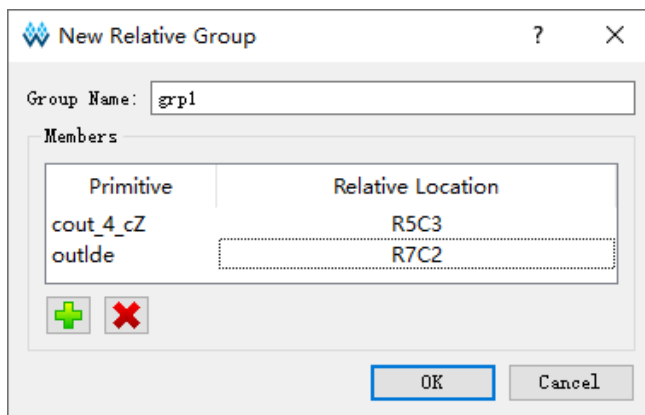 New Relative Group ? ×
Group Name: grp1
Members
Primitive Relative Location
cout_4_cZ R5C3
outlde R7C2
OK Cancel